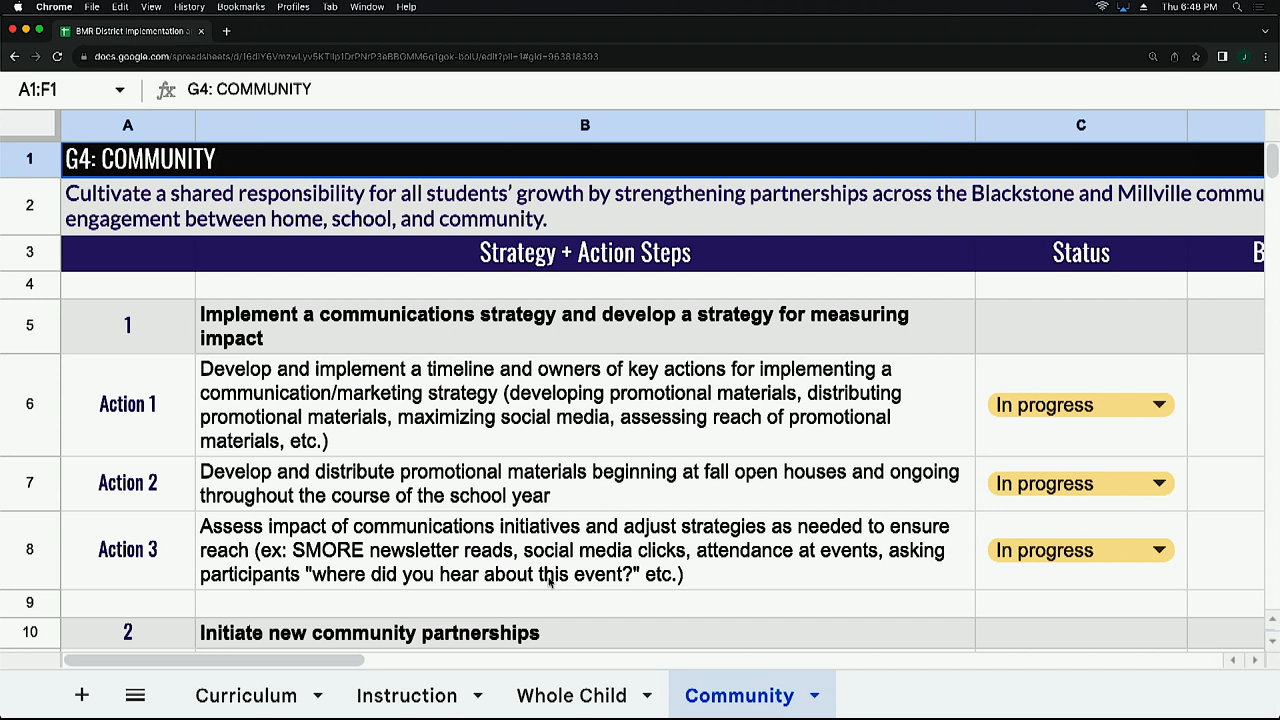 Chrome File Edit View History Bookmarks Profiles Tab Window Help Thu 6:48 PM
BMR District Implementation
A1:F1 fx G4: COMMUNITY
A B C
1 G4: COMMUNITY
2 Cultivate a shared responsibility for all students' growth by strengthening partnerships across the Blackstone and Millville commu
engagement between home, school, and community.
3 Strategy + Action Steps Status B
4
5 1 Implement a communications strategy and develop a strategy for measuring
impact
6 Action 1 Develop and implement a timeline and owners of key actions for implementing a
communication/marketing strategy (developing promotional materials, distributing
promotional materials, maximizing social media, assessing reach of promotional
materials, etc.)
In progress
7 Action 2 Develop and distribute promotional materials beginning at fall open houses and ongoing
throughout the course of the school year
In progress
8 Action 3 Assess impact of communications initiatives and adjust strategies as needed to ensure
reach (ex: SMORE newsletter reads, social media clicks, attendance at events, asking
participants "where did you hear about this event?" etc.)
In progress
9
10 2 Initiate new community partnerships
+ Curriculum Instruction Whole Child Community